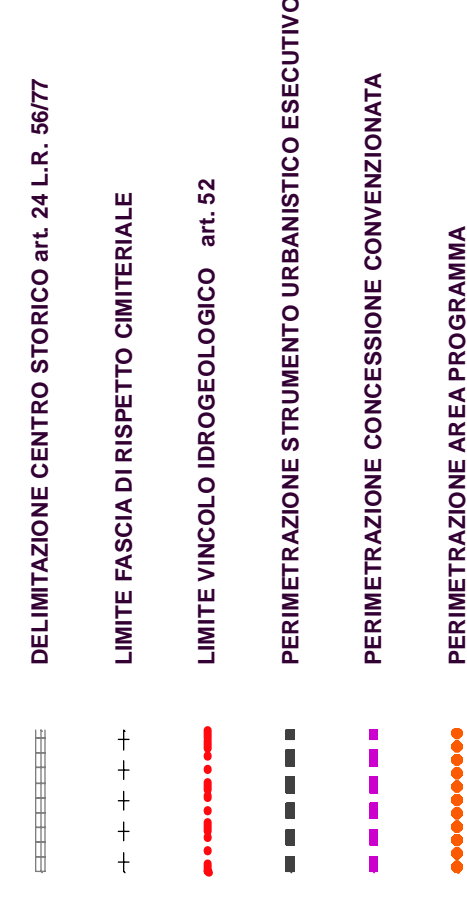 DELIMITAZIONE CENTRO STORICO art. 24 L.R. 56/77
LIMITE FASCIA DI RISPETTO CIMITERIALE
LIMITE VINCOLO IDROGEOLOGICO art. 52
PERIMETRAZIONE STRUMENTO URBANISTICO ESECUTIVO
PERIMETRAZIONE CONCESSIONE CONVENZIONATA
PERIMETRAZIONE AREA PROGRAMMA